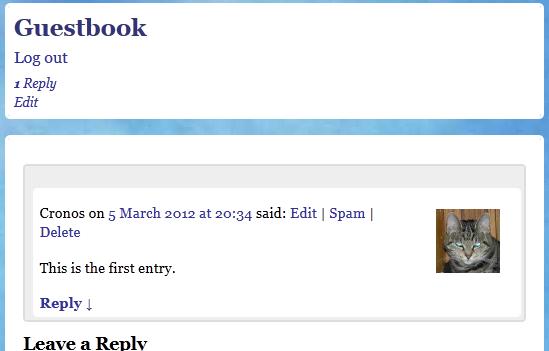 Guestbook
Log out
1 Reply
Edit
Cronos on 5 March 2012 at 20:34 said: Edit | Spam |
Delete
This is the first entry.
Reply ↓
Leave a Reply